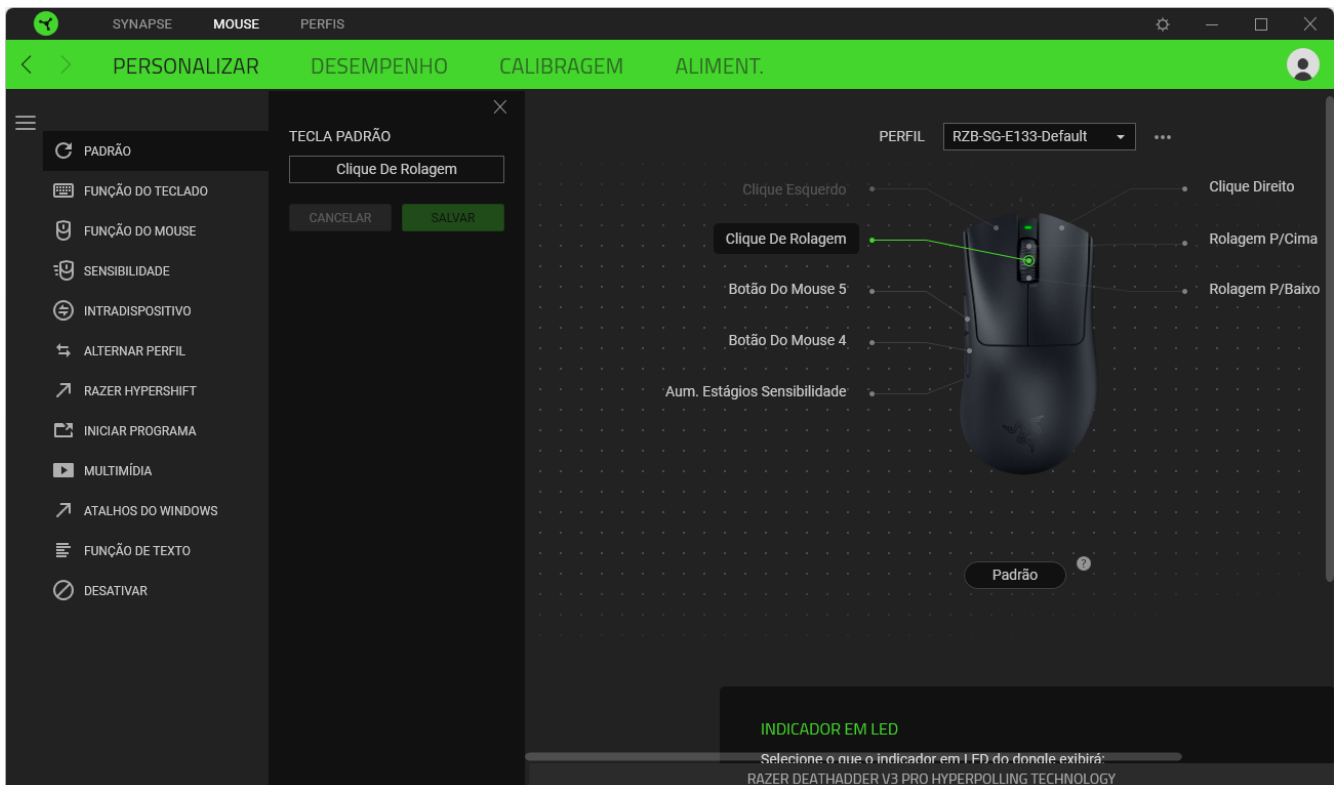 SYNAPSE MOUSE PERFIS
PERSONALIZAR DESEMPENHO CALIBRAGEM ALIMENT.
PADRÃO
FUNÇÃO DO TECLADO
FUNÇÃO DO MOUSE
SENSIBILIDADE
INTRADISPOSITIVO
ALTERNAR PERFIL
RAZER HYPERSHIFT
INICIAR PROGRAMA
MULTIMÍDIA
ATALHOS DO WINDOWS
FUNÇÃO DE TEXTO
DESATIVAR
TECLA PADRÃO
Clique De Rolagem
CANCELAR SALVAR
PERFIL RZB-SG-E133-Default
Clique Esquerdo
Clique De Rolagem
Botão Do Mouse 5
Botão Do Mouse 4
Aum. Estágios Sensibilidade
Clique Direito
Rolagem P/Cima
Rolagem P/Baixo
Padrão ?
INDICADOR EM LED
Selecione o que o indicador em LED do dongle exibirá:
RAZER DEATHADDER V3 PRO HYPERPOLLING TECHNOLOGY